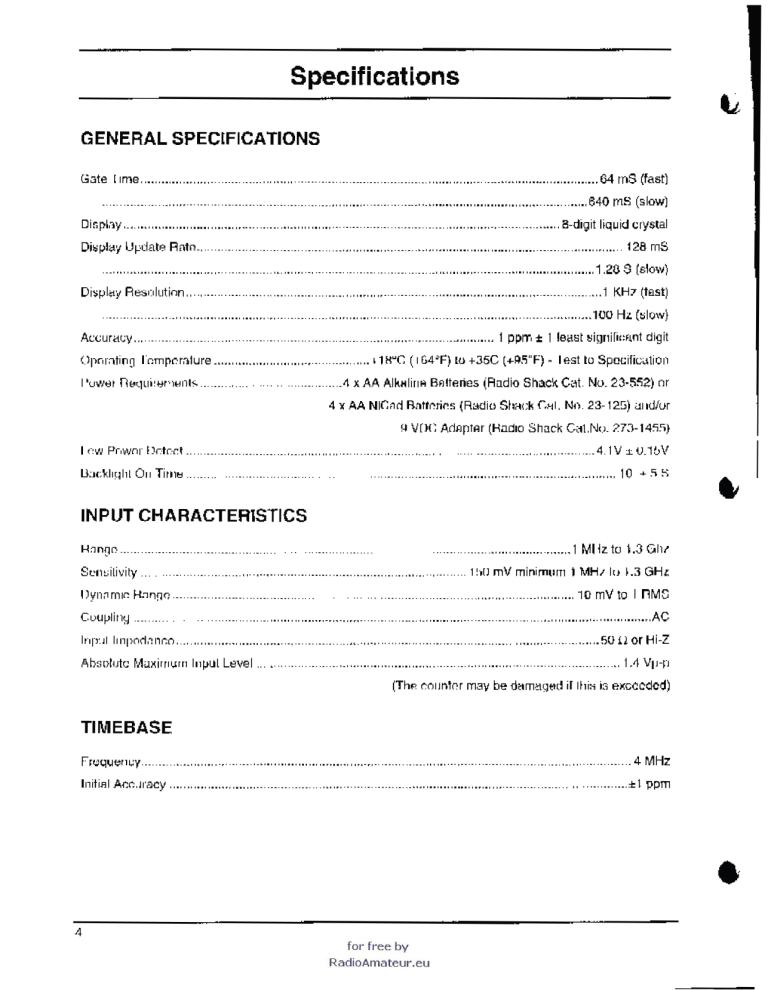 Specifications
GENERAL SPECIFICATIONS
Gate Time 64 mS (fast)
640 mS (slow)
Display 8-digit liquid crystal
Display Update Rate 128 mS
1.28 S (slow)
Display Resolution 1 KHz (fast)
100 Hz (slow)
Accuracy 1 ppm ± 1 least significant digit
Operating Temperature +18°C (+64°F) to +35C (+95°F) - Test to Specification
Power Requirements 4 x AA Alkaline Batteries (Radio Shack Cat. No. 23-552) or
4 x AA NiCad Batteries (Radio Shack Cat. No. 23-125) and/or
9 VDC Adapter (Radio Shack Cat.No. 273-1455)
Low Power Detect 4.1V ± 0.15V
Backlight On Time 10 + 5 S
INPUT CHARACTERISTICS
Range 1 MHz to 1.3 Ghz
Sensitivity 150 mV minimum 1 MHz to 1.3 GHz
Dynamic Range 10 mV to 1 RMS
Coupling AC
Input Impedance 50 Ω or Hi-Z
Absolute Maximum Input Level 1.4 Vp-p
(The counter may be damaged if this is exceeded)
TIMEBASE
Frequency 4 MHz
Initial Accuracy ±1 ppm
4
for free by
RadioAmateur.eu